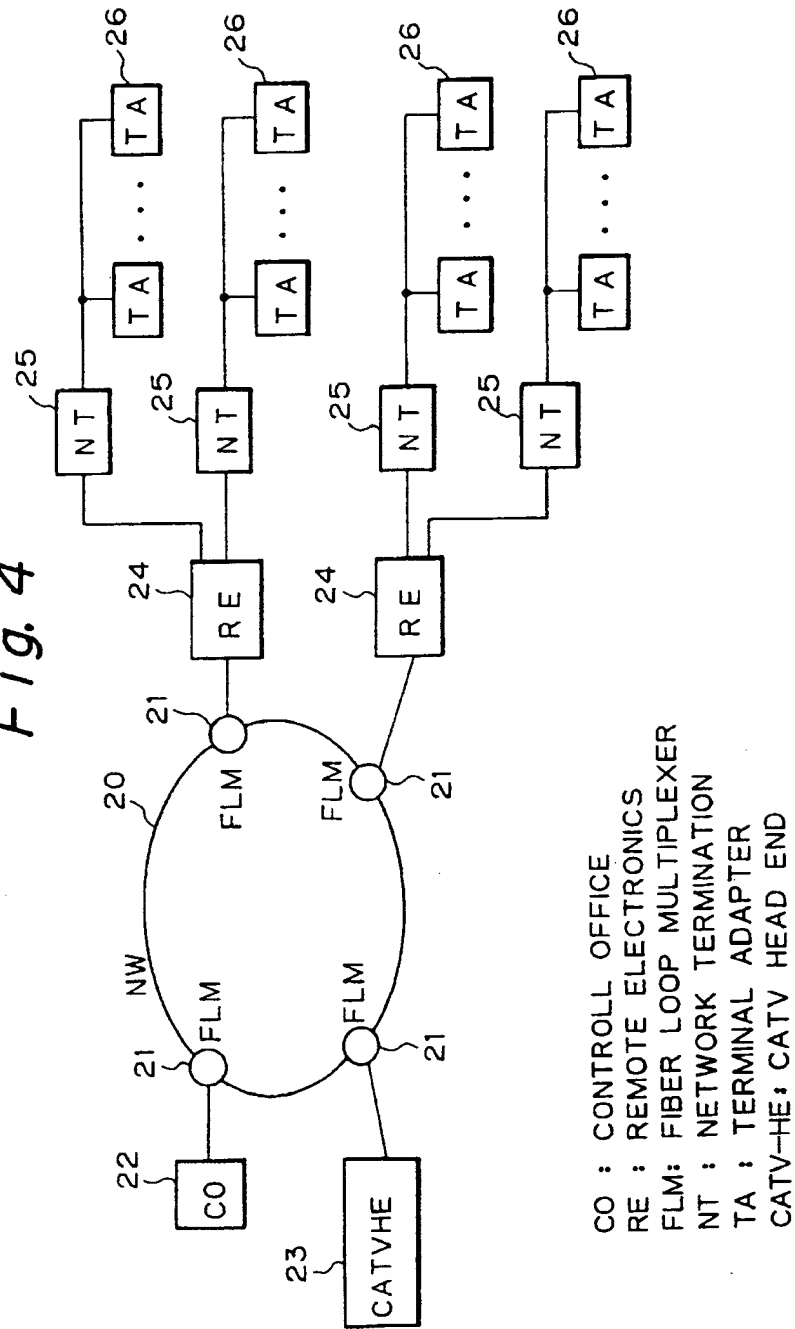 Fig. 4
20
NW
21
FLM
21
FLM
21
FLM
21
FLM
22
CO
23
CATVHE
24
RE
24
RE
25
NT
25
NT
25
NT
25
NT
TA
....
TA
26
TA
....
TA
26
TA
....
TA
26
TA
....
TA
26
CO : CONTROLL OFFICE
RE : REMOTE ELECTRONICS
FLM: FIBER LOOP MULTIPLEXER
NT : NETWORK TERMINATION
TA : TERMINAL ADAPTER
CATV-HE: CATV HEAD END